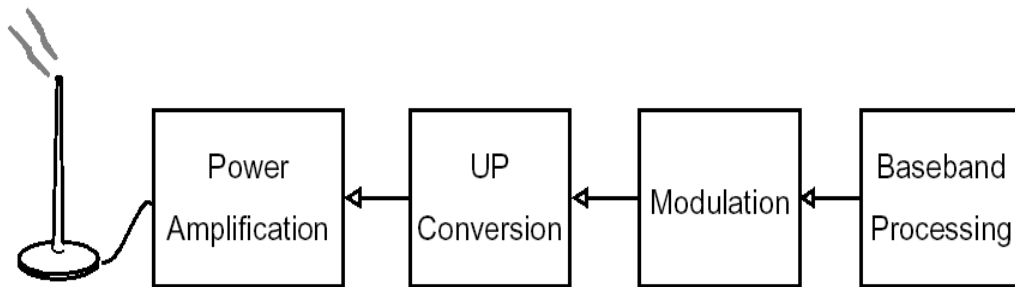 Power
Amplification
UP
Conversion
Modulation
Baseband
Processing